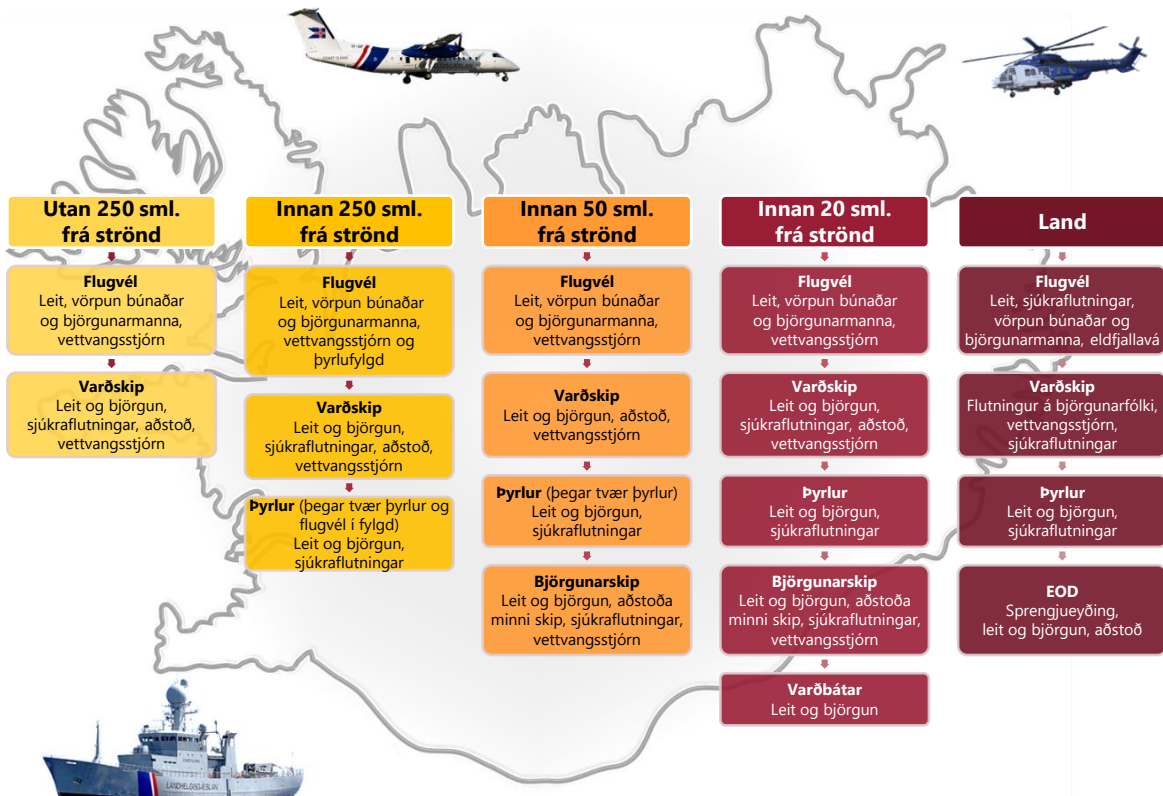 Utan 250 sml.
frá strönd
Flugvél
Leit, vörpun búnaðar
og björgunarmanna,
vettvangsstjórn
Varðskip
Leit og björgun,
sjúkraflutningar, aðstoð,
vettvangsstjórn
Innan 250 sml.
frá strönd
Flugvél
Leit, vörpun búnaðar
og björgunarmanna,
vettvangsstjórn og
þyrlufylgd
Varðskip
Leit og björgun,
sjúkraflutningar, aðstoð,
vettvangsstjórn
Þyrlur (þegar tvær þyrlur og
flugvél í fylgd)
Leit og björgun,
sjúkraflutningar
Innan 50 sml.
frá strönd
Flugvél
Leit, vörpun búnaðar
og björgunarmanna,
vettvangsstjórn
Varðskip
Leit og björgun, aðstoð,
vettvangsstjórn
Þyrlur (þegar tvær þyrlur)
Leit og björgun,
sjúkraflutningar
Björgunarskip
Leit og björgun, aðstoða
minni skip, sjúkraflutningar,
vettvangsstjórn
Innan 20 sml.
frá strönd
Flugvél
Leit, vörpun búnaðar
og björgunarmanna,
vettvangsstjórn
Varðskip
Leit og björgun,
sjúkraflutningar, aðstoð,
vettvangsstjórn
Þyrlur
Leit og björgun,
sjúkraflutningar
Björgunarskip
Leit og björgun, aðstoða
minni skip, sjúkraflutningar,
vettvangsstjórn
Varðbátar
Leit og björgun
Land
Flugvél
Leit, sjúkraflutningar,
vörpun búnaðar og
björgunarmanna, eldfjallavá
Varðskip
Flutningur á björgunarfólki,
vettvangsstjórn,
sjúkraflutningar
Þyrlur
Leit og björgun,
sjúkraflutningar
EOD
Sprengjueyðing,
leit og björgun, aðstoð
LANDHELGISGÆSLAN